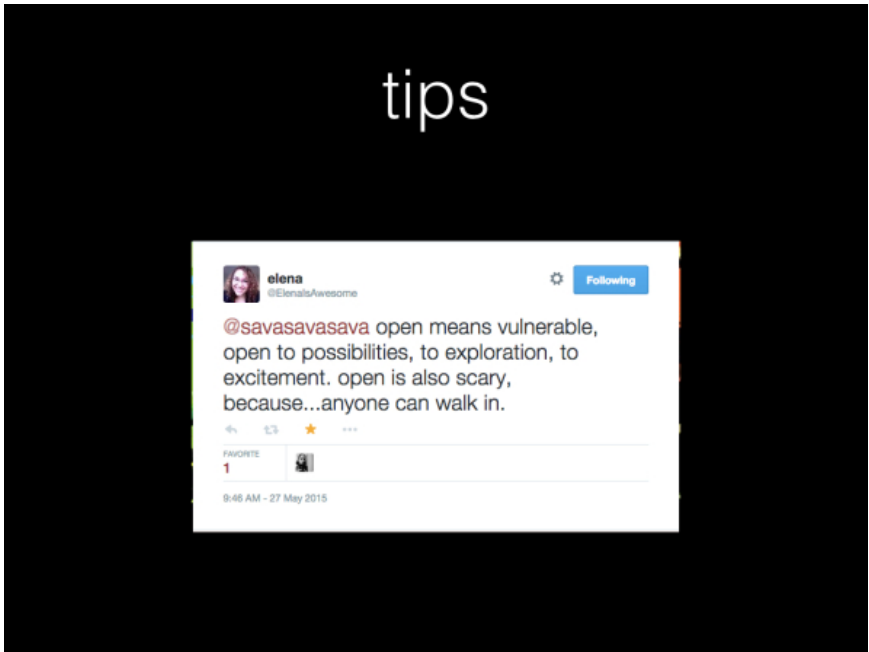 tips
elena
@ElenaIsAwesome
Following
@savasavasava open means vulnerable,
open to possibilities, to exploration, to
excitement. open is also scary,
because...anyone can walk in.
FAVORITE
1
9:46 AM - 27 May 2015